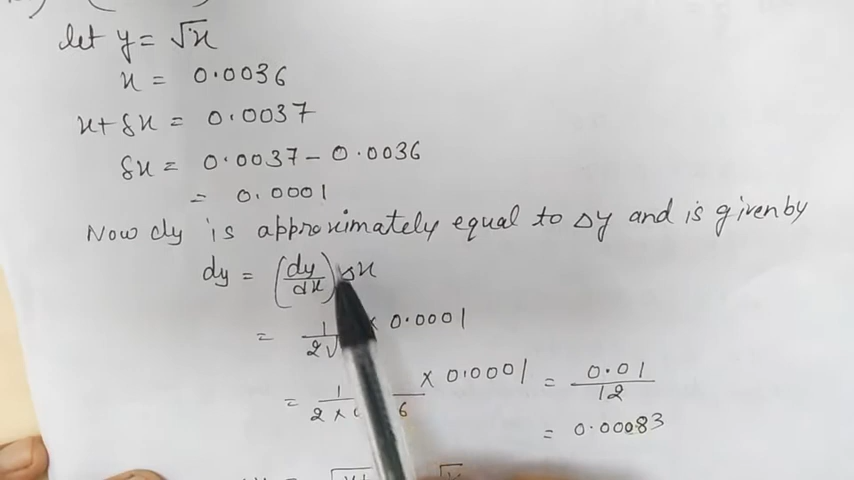 let y = √x
x = 0.0036
x + δx = 0.0037
δx = 0.0037 - 0.0036
= 0.0001
Now dy is approximately equal to Δy and is given by
dy = (dy/dx) Δx
= 1/2√ × 0.0001
= 1/2 × 0 6 × 0.0001 = 0.01/12
= 0.00083